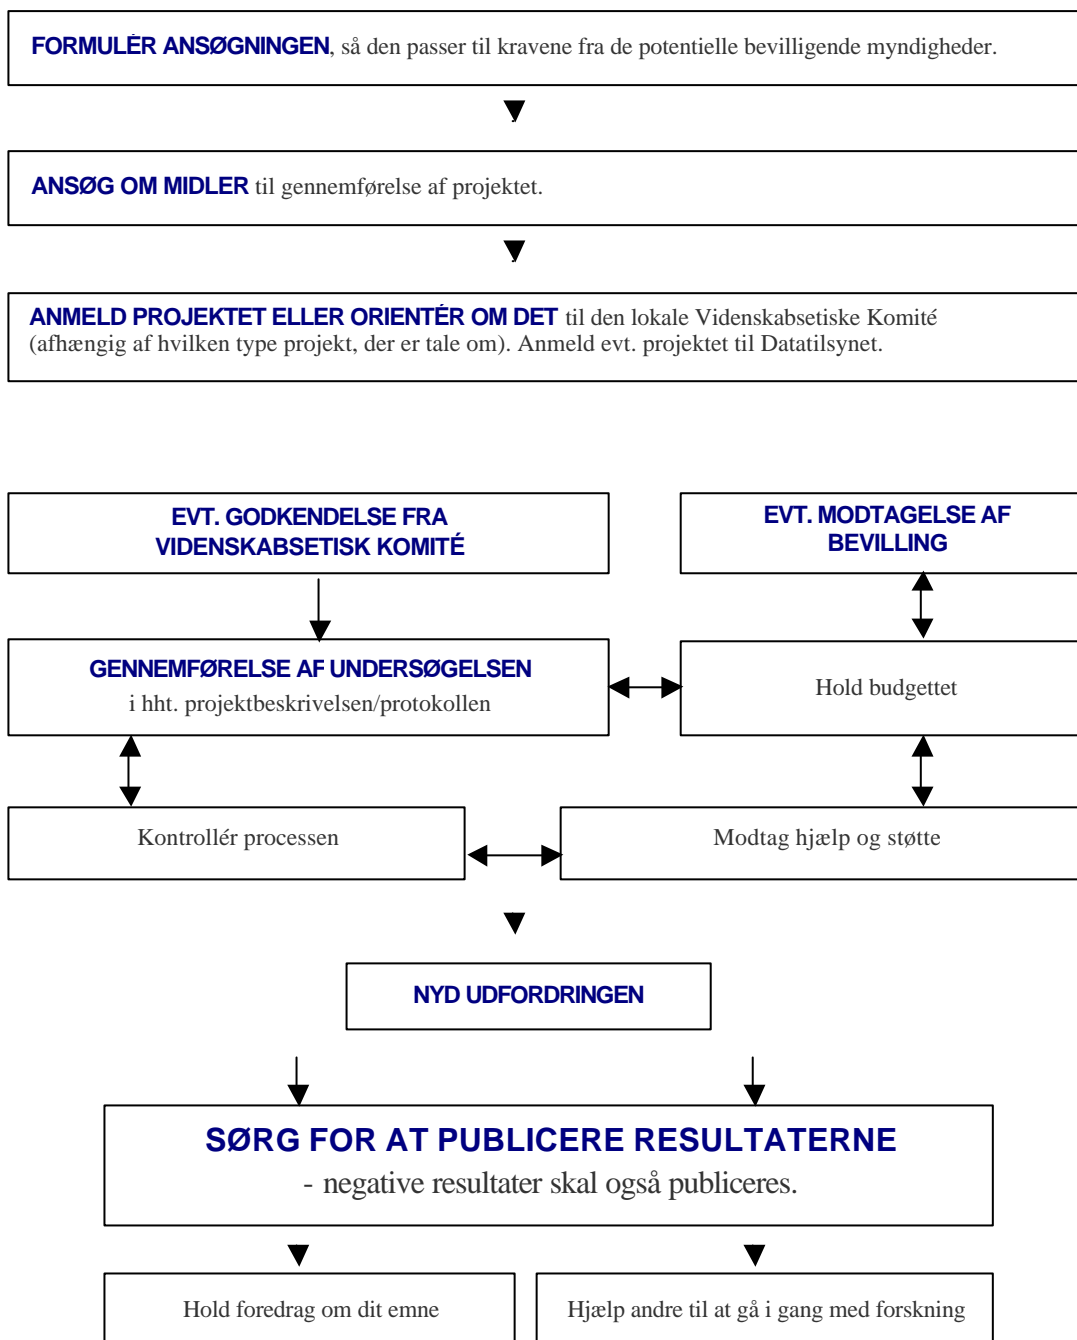 FORMULÉR ANSØGNINGEN, så den passer til kravene fra de potentielle bevilligende myndigheder.
ANSØG OM MIDLER til gennemførelse af projektet.
ANMELD PROJEKTET ELLER ORIENTÉR OM DET til den lokale Videnskabsetiske Komité
(afhængig af hvilken type projekt, der er tale om). Anmeld evt. projektet til Datatilsynet.
EVT. GODKENDELSE FRA
VIDENSKABSETISK KOMITÉ
EVT. MODTAGELSE AF
BEVILLING
GENNEMFØRELSE AF UNDERSØGELSEN
i hht. projektbeskrivelsen/protokollen
Hold budgettet
Kontrollér processen
Modtag hjælp og støtte
NYD UDFORDRINGEN
SØRG FOR AT PUBLICERE RESULTATERNE
- negative resultater skal også publiceres.
Hold foredrag om dit emne
Hjælp andre til at gå i gang med forskning